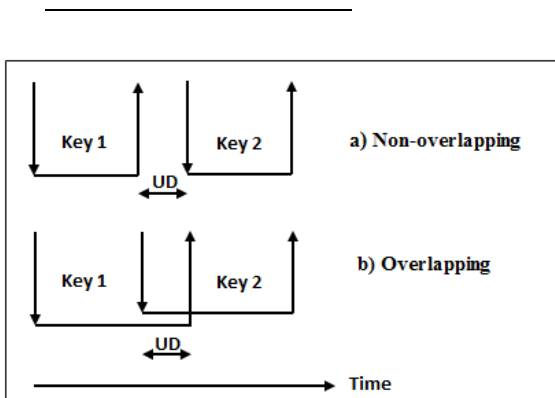 Key 1 Key 2 a) Non-overlapping
UD
Key 1 Key 2 b) Overlapping
UD
Time